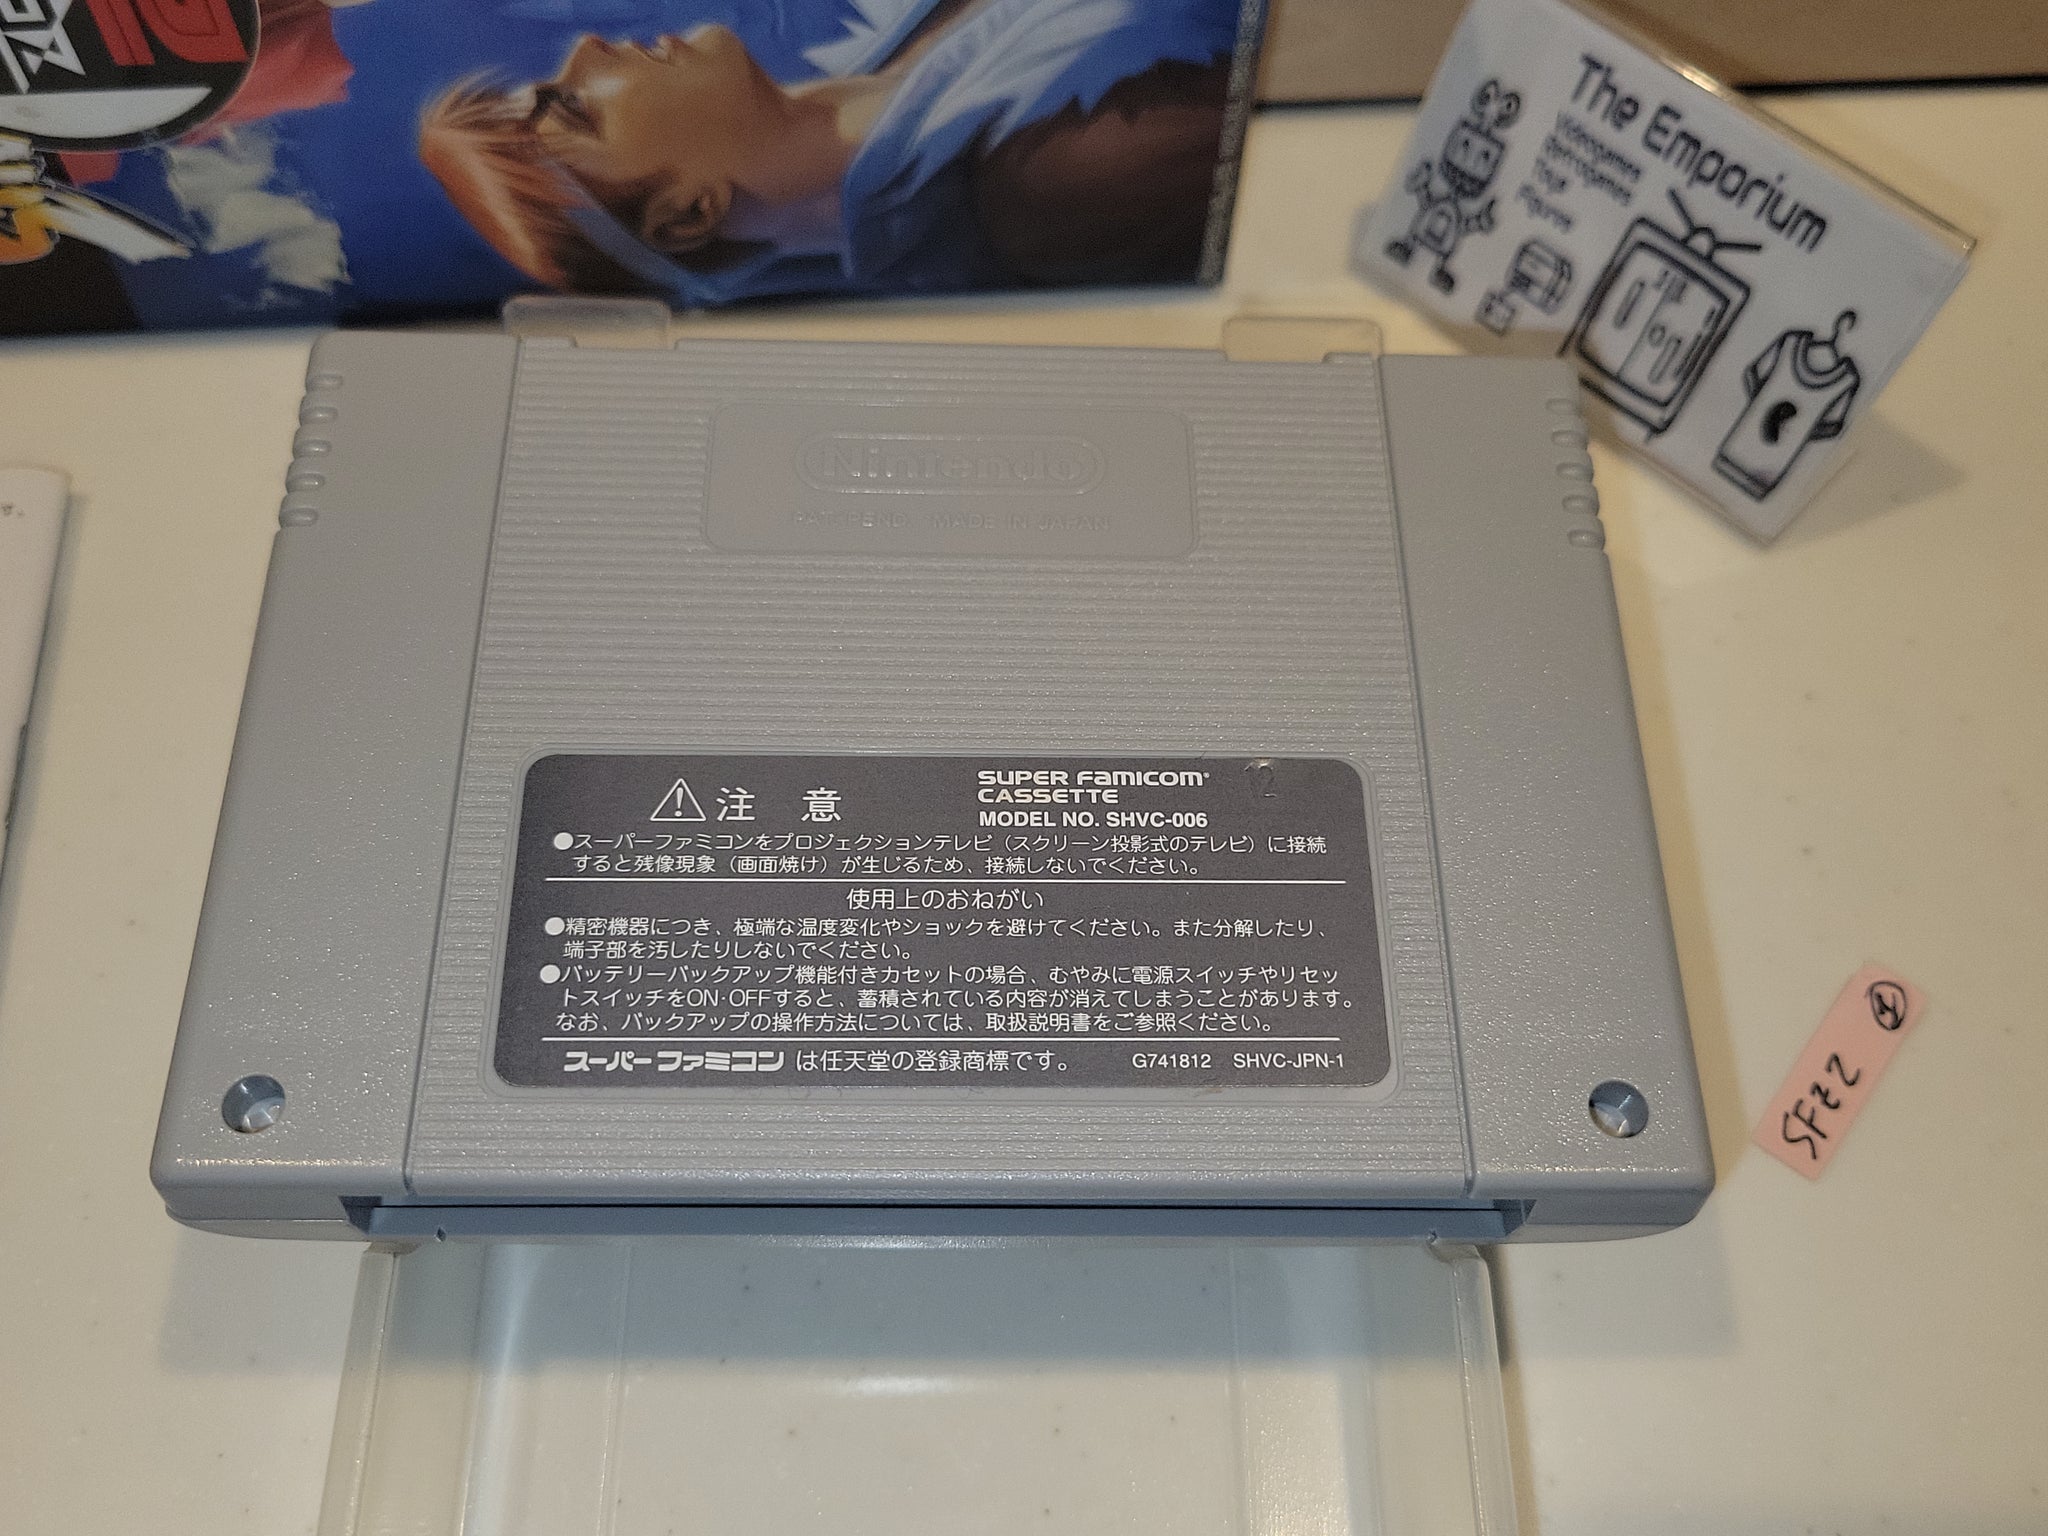 The Emporium
Videogames
Retrogames
Toys
Figures
Nintendo
PAT. PEND. MADE IN JAPAN
注 意
SUPER FAMICOM
CASSETTE
MODEL NO. SHVC-006
12
●スーパーファミコンをプロジェクションテレビ（スクリーン投影式のテレビ）に接続
すると残像現象（画面焼け）が生じるため、接続しないでください。
使用上のおねがい
●精密機器につき、極端な温度変化やショックを避けてください。また分解したり、
端子部を汚したりしないでください。
●バッテリーバックアップ機能付きカセットの場合、むやみに電源スイッチやリセッ
トスイッチをON·OFFすると、蓄積されている内容が消えてしまうことがあります。
なお、バックアップの操作方法については、取扱説明書をご参照ください。
スーパーファミコン は任天堂の登録商標です。 G741812 SHVC-JPN-1
SFZ2